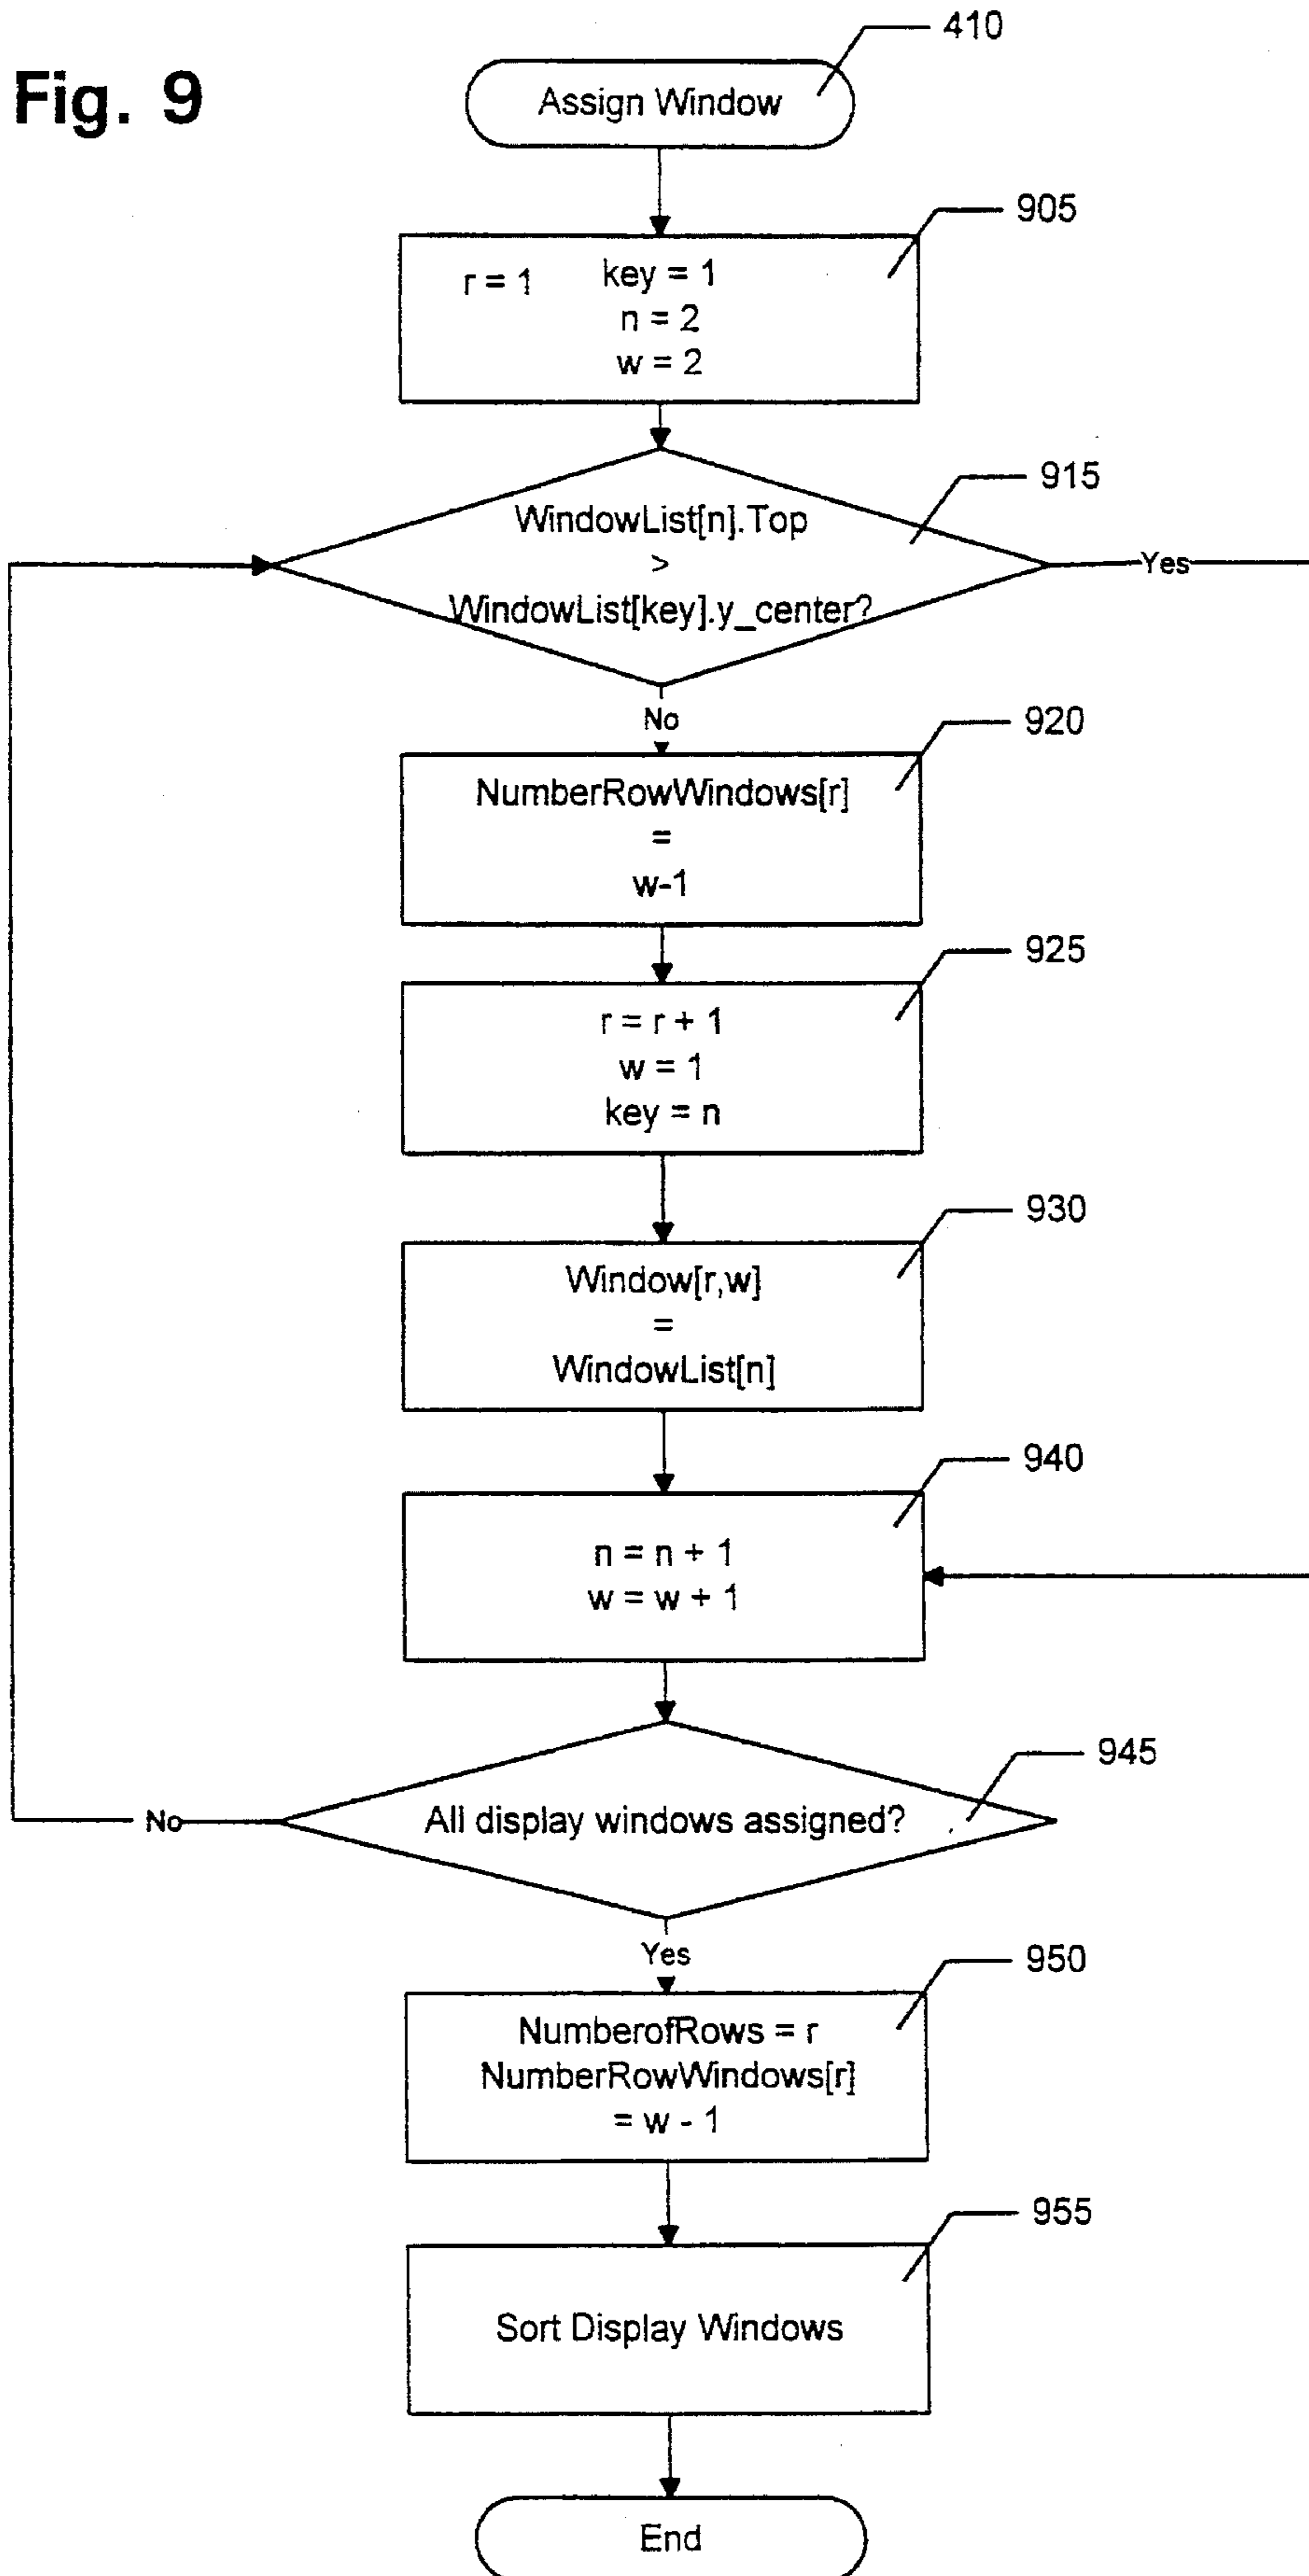 Fig. 9
410
Assign Window
905
r = 1 key = 1
n = 2
w = 2
915
WindowList[n].Top
>
WindowList[key].y_center?
Yes
No
920
NumberRowWindows[r]
=
w-1
925
r = r + 1
w = 1
key = n
930
Window[r,w]
=
WindowList[n]
940
n = n + 1
w = w + 1
945
All display windows assigned?
No
Yes
950
NumberofRows = r
NumberRowWindows[r]
= w - 1
955
Sort Display Windows
End